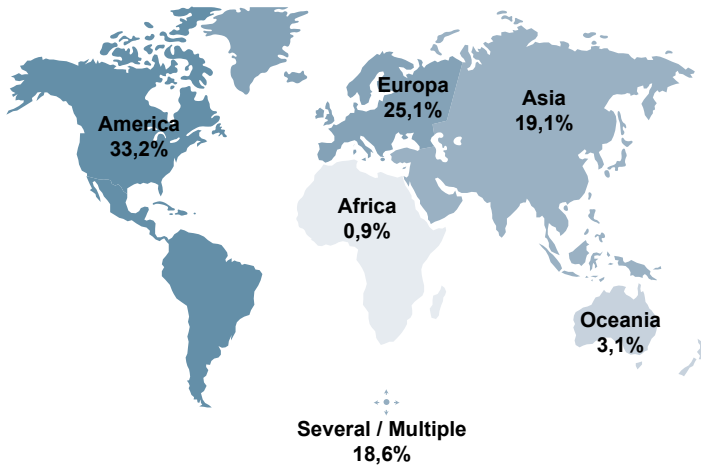 Europa
25,1%
Asia
19,1%
America
33,2%
Africa
0,9%
Oceania
3,1%
Several / Multiple
18,6%